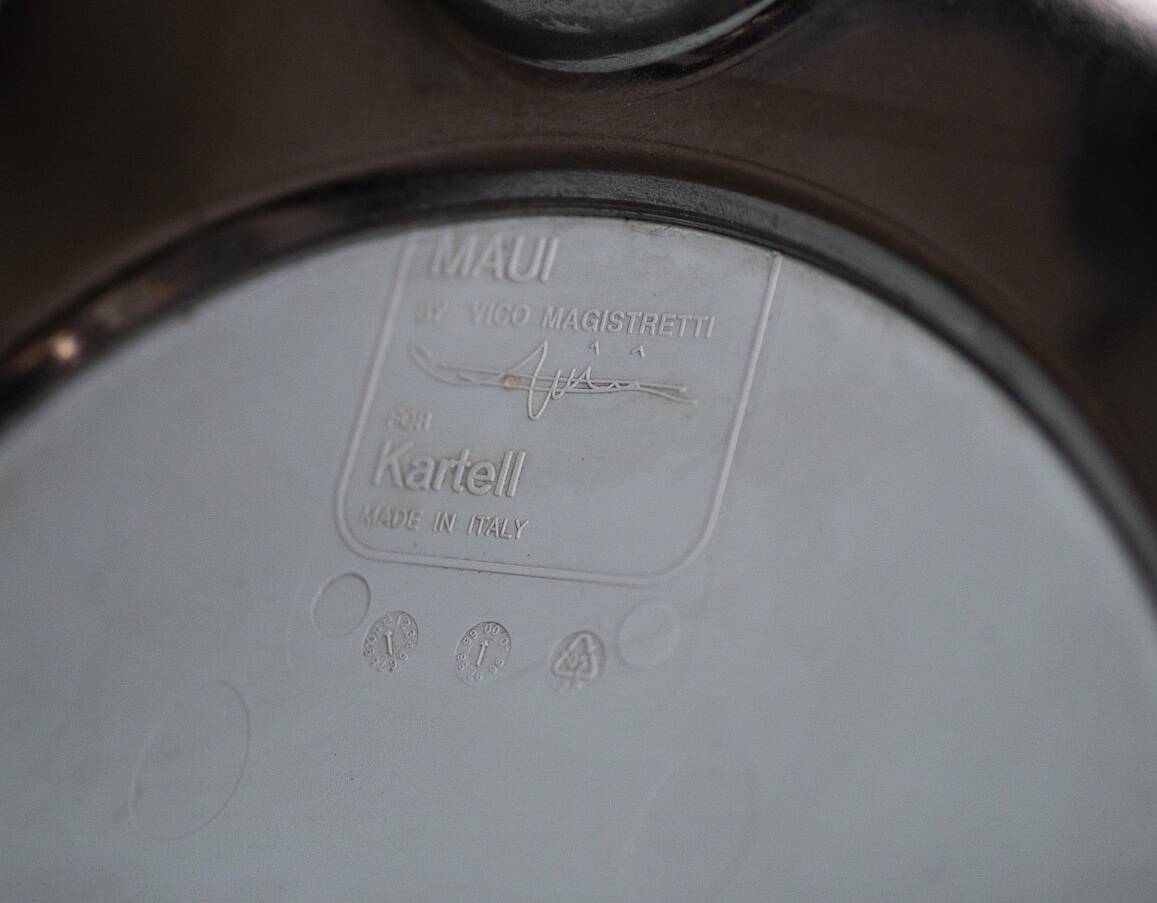 MAUI
BY VICO MAGISTRETTI
FOR
Kartell
MADE IN ITALY